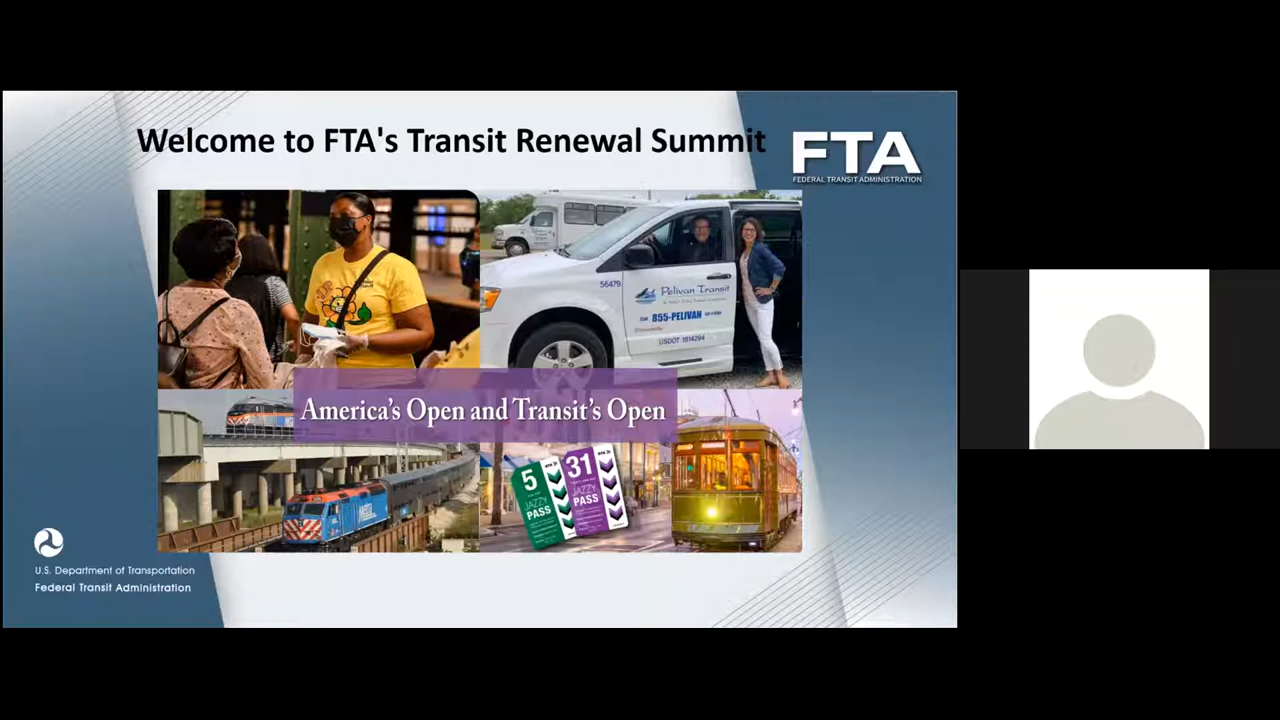 Welcome to FTA's Transit Renewal Summit
FTA
FEDERAL TRANSIT ADMINISTRATION
56479
Pelivan Transit
855-PELIVAN
USDOT 1814294
America's Open and Transit's Open
METRA
5
JAZZY
PASS
31
JAZZY
PASS
U.S. Department of Transportation
Federal Transit Administration